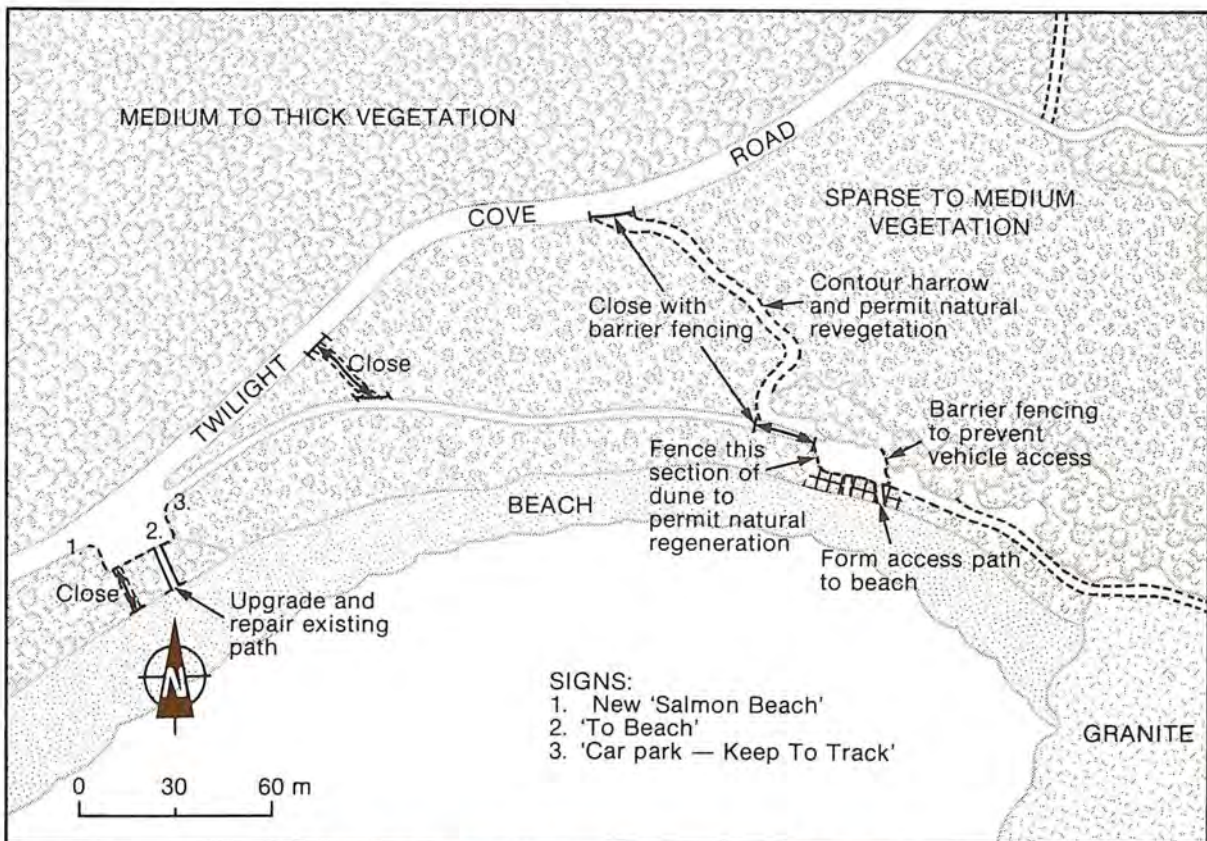 MEDIUM TO THICK VEGETATION
ROAD
COVE
TWILIGHT
SPARSE TO MEDIUM
VEGETATION
Contour harrow
and permit natural
revegetation
Close with
barrier fencing
Close
Barrier fencing
to prevent
vehicle access
Fence this
section of
dune to
permit natural
regeneration
BEACH
Form access path
to beach
3.
2.
1.
Close
Upgrade and
repair existing
path
N
SIGNS:
1. New 'Salmon Beach'
2. 'To Beach'
3. 'Car park — Keep To Track'
GRANITE
0 30 60 m